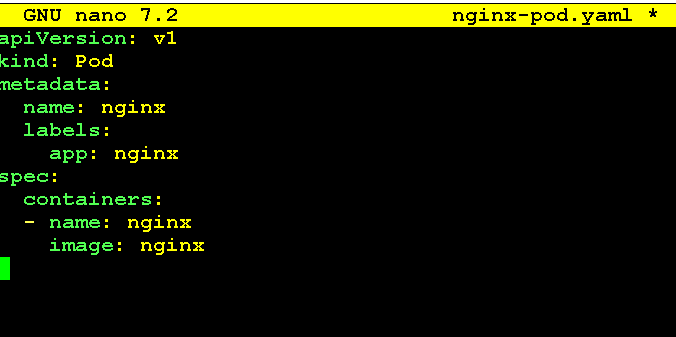 GNU nano 7.2 nginx-pod.yaml *
apiVersion: v1
kind: Pod
metadata:
  name: nginx
  labels:
    app: nginx
spec:
  containers:
  - name: nginx
    image: nginx